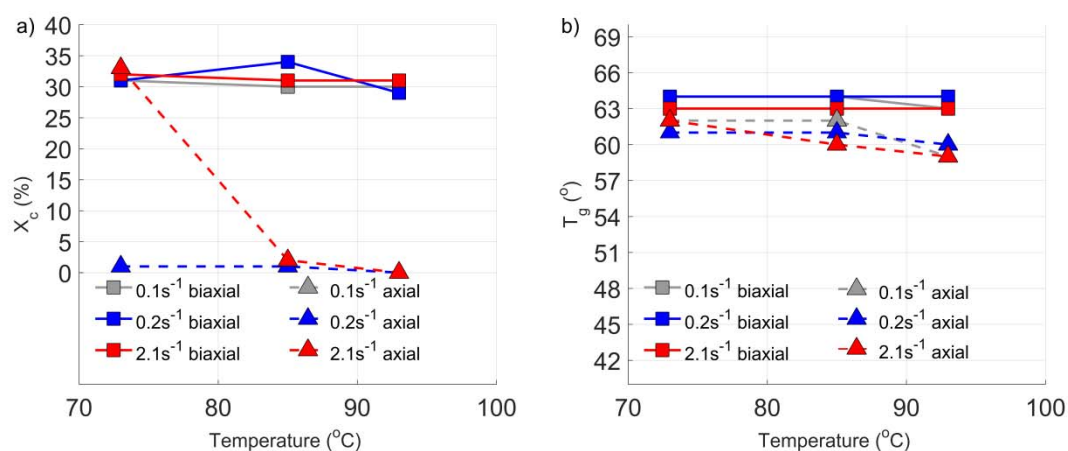 a)
40
35
30
25
20
15
10
5
0
X_c (%)
0.1s^-1 biaxial
0.2s^-1 biaxial
2.1s^-1 biaxial
0.1s^-1 axial
0.2s^-1 axial
2.1s^-1 axial
70 80 90 100
Temperature (°C)
b)
69
66
63
60
57
54
51
48
45
42
T_g (°)
0.1s^-1 biaxial
0.2s^-1 biaxial
2.1s^-1 biaxial
0.1s^-1 axial
0.2s^-1 axial
2.1s^-1 axial
70 80 90 100
Temperature (°C)